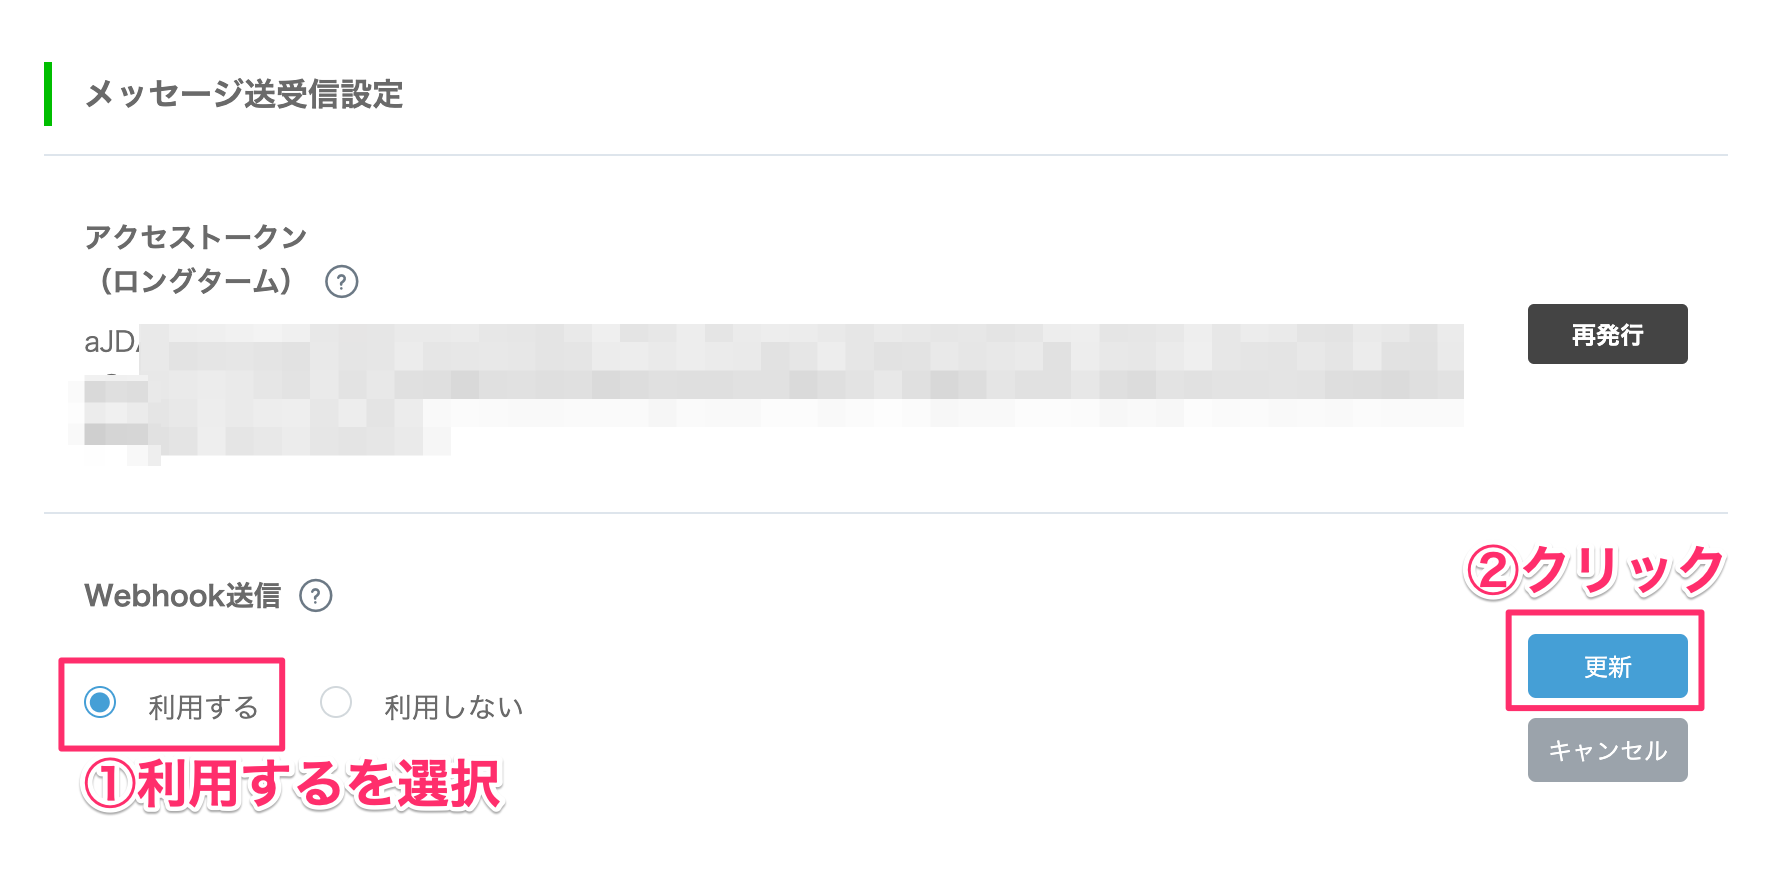 メッセージ送受信設定
アクセストークン
（ロングターム） ?
aJD
再発行
Webhook送信 ?
②クリック
更新
利用する 利用しない
キャンセル
①利用するを選択